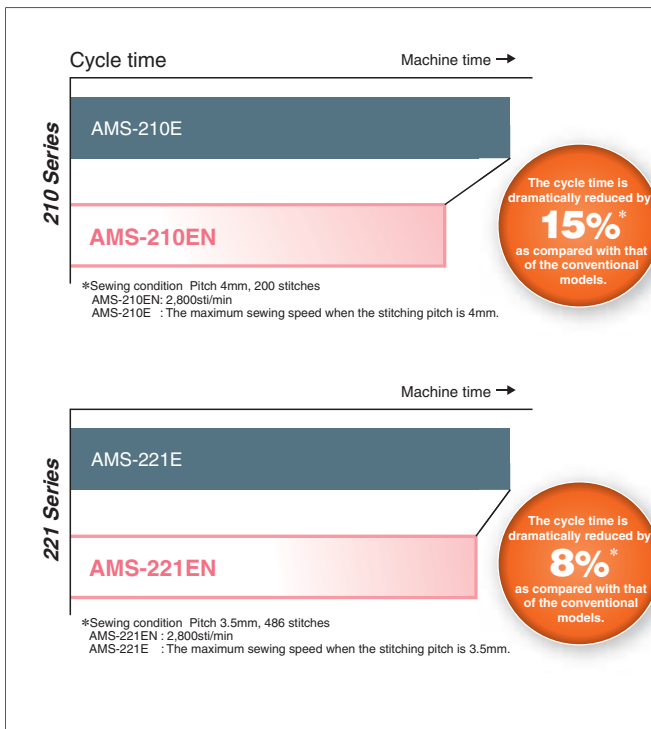 Cycle time
Machine time →
210 Series
AMS-210E
AMS-210EN
The cycle time is
dramatically reduced by
15%*
as compared with that
of the conventional
models.
*Sewing condition Pitch 4mm, 200 stitches
AMS-210EN: 2,800sti/min
AMS-210E : The maximum sewing speed when the stitching pitch is 4mm.
Machine time →
221 Series
AMS-221E
AMS-221EN
The cycle time is
dramatically reduced by
8%*
as compared with that
of the conventional
models.
*Sewing condition Pitch 3.5mm, 486 stitches
AMS-221EN : 2,800sti/min
AMS-221E : The maximum sewing speed when the stitching pitch is 3.5mm.